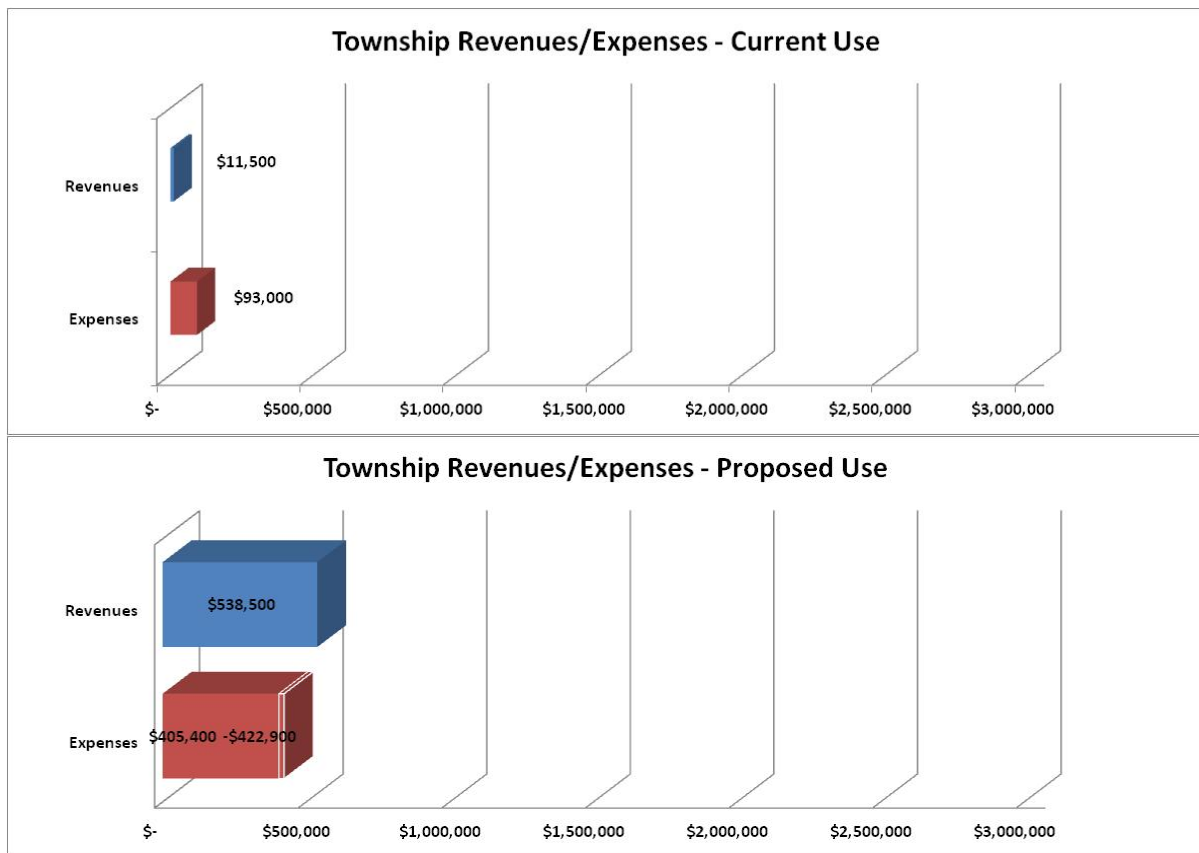 Township Revenues/Expenses - Current Use
$11,500
Revenues
$93,000
Expenses
$- $500,000 $1,000,000 $1,500,000 $2,000,000 $2,500,000 $3,000,000
Township Revenues/Expenses - Proposed Use
Revenues $538,500
Expenses $405,400 -$422,900
$- $500,000 $1,000,000 $1,500,000 $2,000,000 $2,500,000 $3,000,000